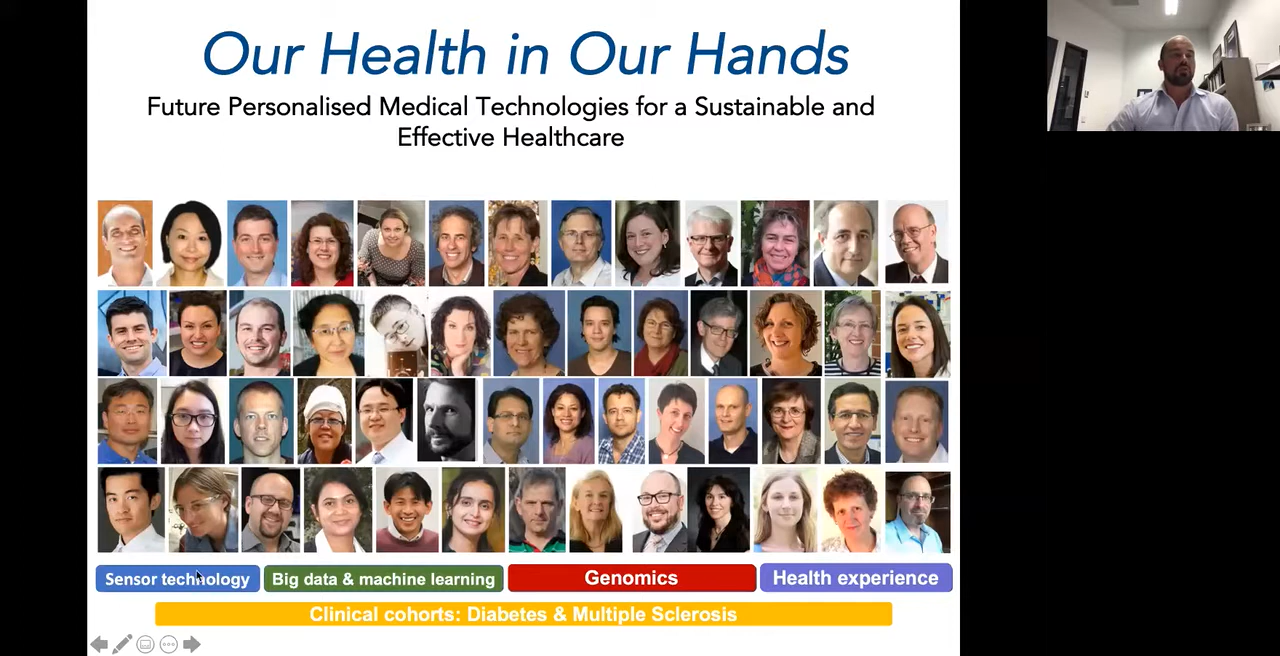 Our Health in Our Hands
Future Personalised Medical Technologies for a Sustainable and
Effective Healthcare
Sensor technology
Big data & machine learning
Genomics
Health experience
Clinical cohorts: Diabetes & Multiple Sclerosis